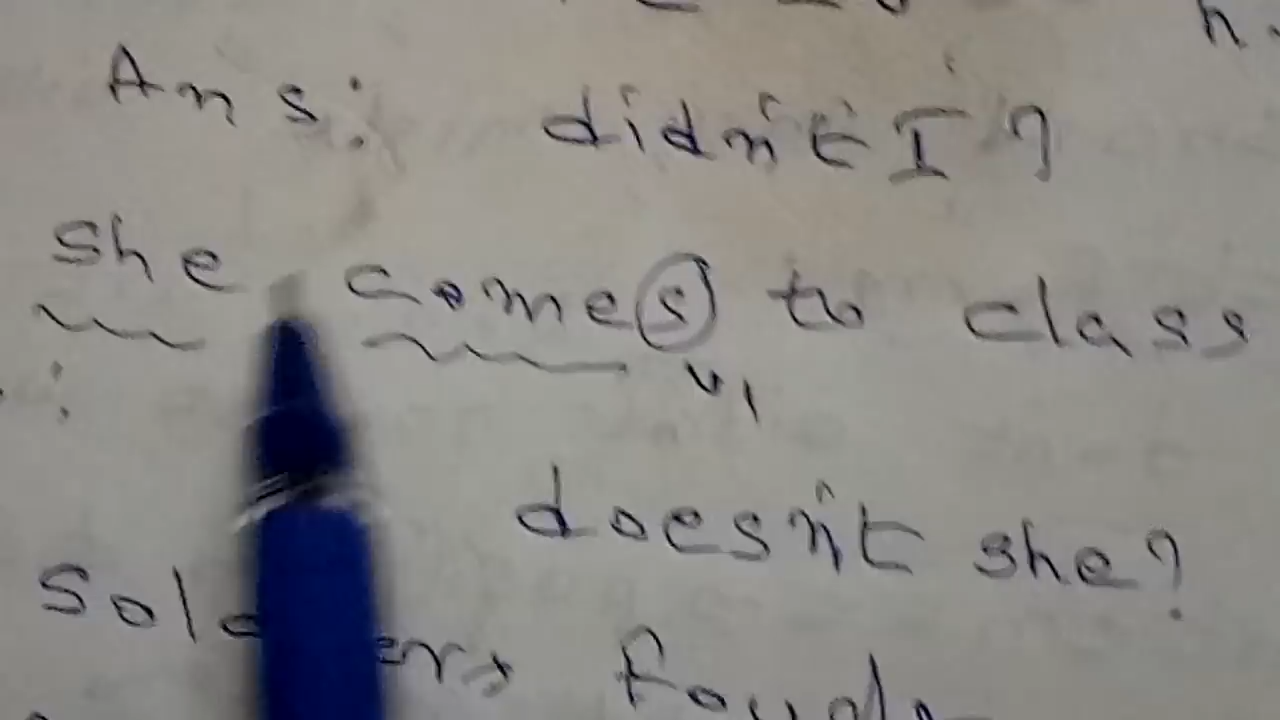 Ans: didn't I?
She comes to class
V1
doesn't she?